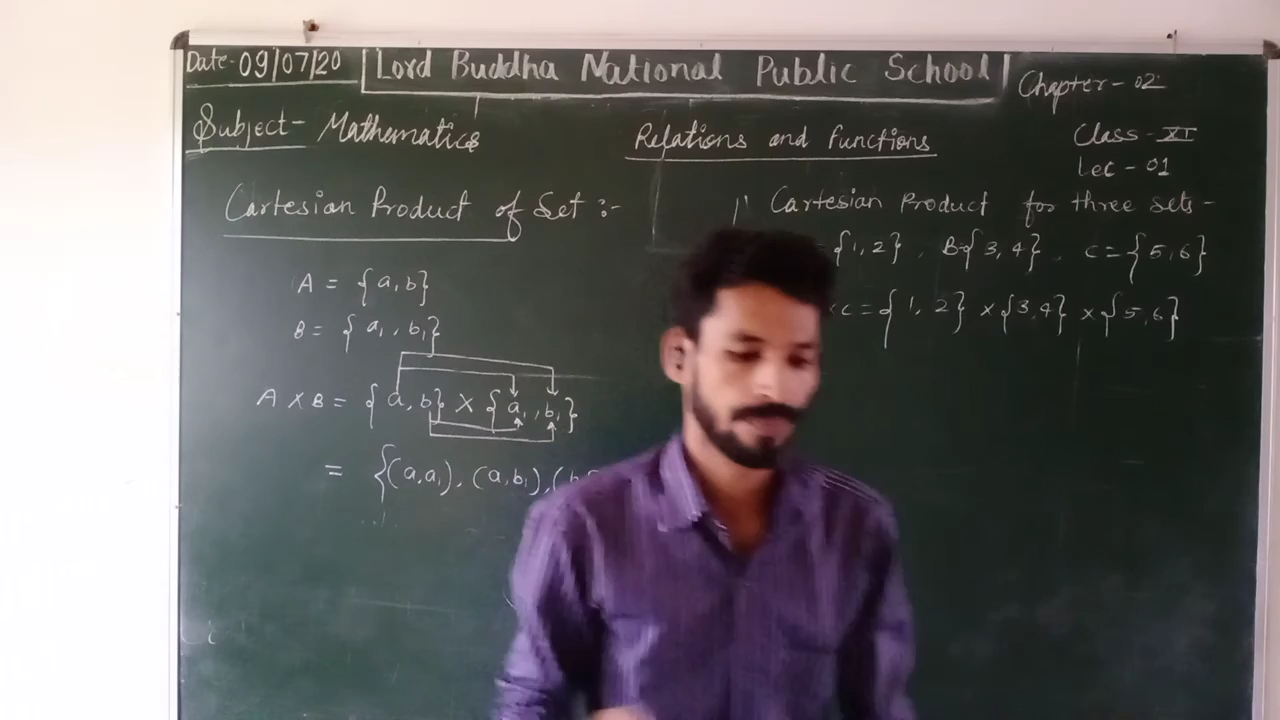 Date- 09/07/20 Lord Buddha National Public School Chapter - 02
Subject - Mathematics Relations and Functions Class - XI
Lec - 01
Cartesian Product of Set :-
A = {a, b}
B = {a₁, b₁}
A X B = { a, b} X { a₁, b₁}
= {(a,a₁), (a,b₁), (b
Cartesian Product for three sets -
= {1, 2}, B={3, 4}, C = {5, 6}
×C = { 1, 2} × {3, 4} × {5, 6}